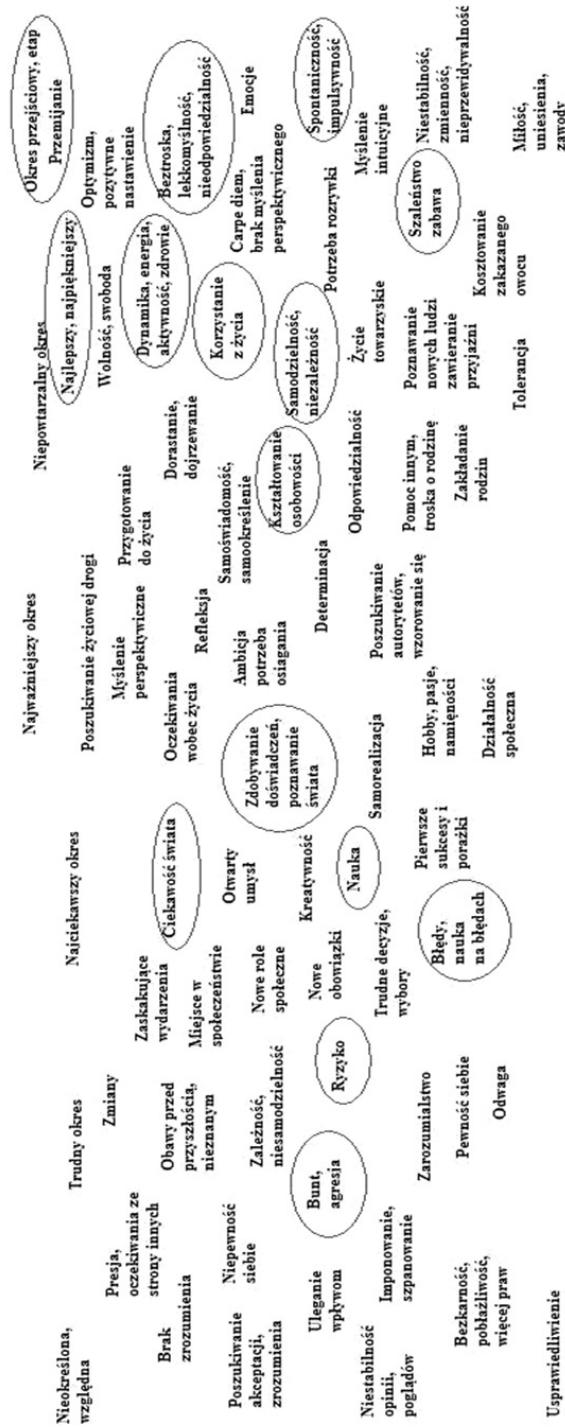 Nieokreślona,
względna
Presja,
oczekiwania ze
strony innych
Brak
zrozumienia
Niepewność
siebie
Poszukiwanie
akceptacji,
zrozumienia
Uleganie
wpływom
Niestabilność
opinii,
poglądów
Imponowanie,
szpanowanie
Bezkarność,
pobłażliwość,
więcej praw
Usprawiedliwienie
Trudny okres
Zmiany
Obawy przed
przyszłością,
nieznanym
Zależność,
niesamodzielność
Bunt,
agresja
Ryzyko
Zarozumialstwo
Pewność siebie
Odwaga
Najciekawszy okres
Zaskakujące
wydarzenia
Miejsce w
społeczeństwie
Ciekawość świata
Otwarty
umysł
Nowe role
społeczne
Kreatywność
Nowe
obowiązki
Nauka
Trudne decyzje,
wybory
Pierwsze
sukcesy i
porażki
Błędy,
nauka
na błędach
Najważniejszy okres
Poszukiwanie życiowej drogi
Myślenie
perspektywiczne
Przygotowanie
do życia
Oczekiwania
wobec życia
Dorastanie,
dojrzewanie
Refleksja
Ambicja
potrzeba
osiagania
Samoświadomość,
samookreślenie
Zdobywanie
doświadczeń,
poznawanie
świata
Kształtowanie
osobowości
Determinacja
Samorealizacja
Odpowiedzialność
Poszukiwanie
autorytetów,
wzorowanie się
Pomoc innym,
troska o rodzinę
Hobby, pasje,
namiętności
Zakładanie
rodzin
Działalność
społeczna
Niepowtarzalny okres
Okres przejściowy, etap
Przemijanie
Najlepszy, najpiękniejszy
Optymizm,
pozytywne
nastawienie
Wolność, swoboda
Dynamika, energia,
aktywność, zdrowie
Beztroska,
lekkomyślność,
nieodpowiedzialność
Korzystanie
z życia
Carpe diem,
brak myślenia
perspektywicznego
Emocje
Samodzielność,
niezależność
Potrzeba rozrywki
Spontaniczność,
impulsywność
Życie
towarzyskie
Myślenie
intuicyjne
Poznawanie
nowych ludzi
zawieranie
przyjaźni
Szaleństwo
zabawa
Niestabilność,
zmienność,
nieprzewidywalność
Kosztowanie
zakazanego
owocu
Tolerancja
Miłość,
uniesienia,
zawody